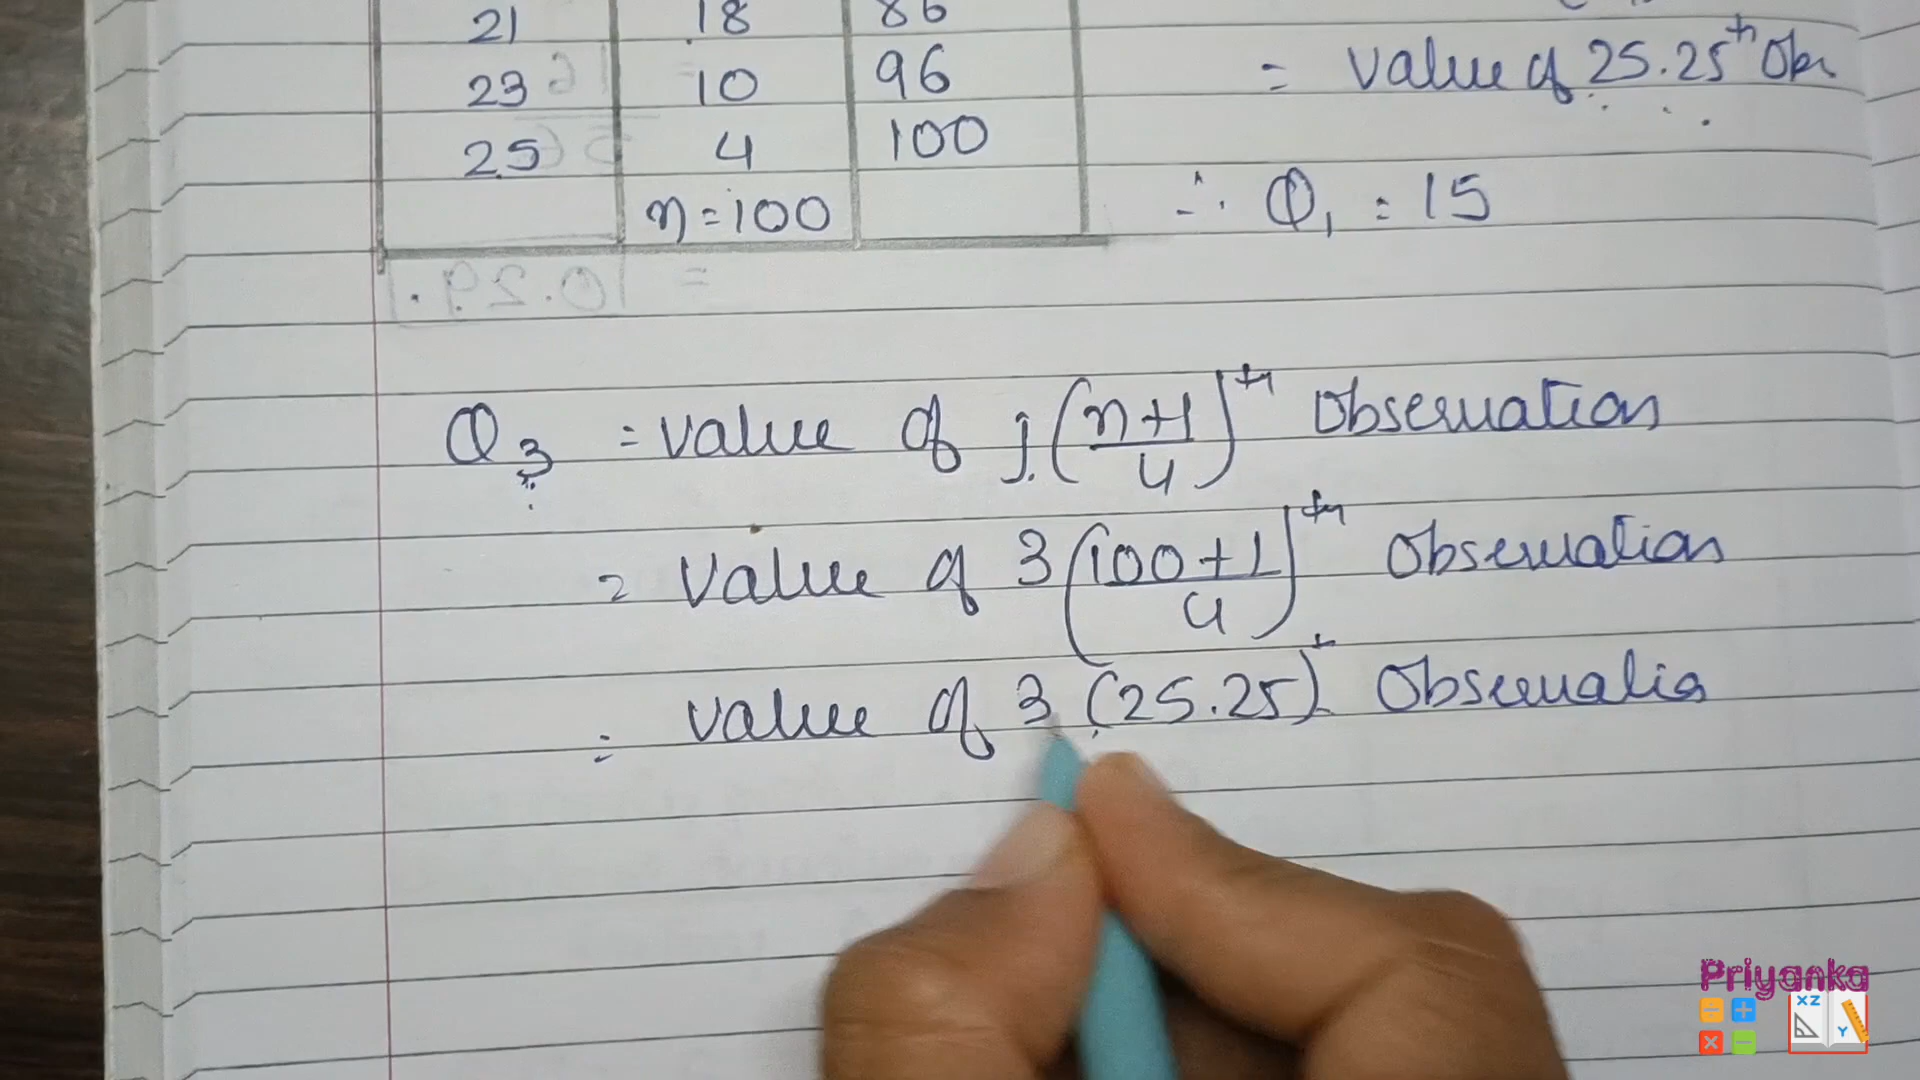 21 18 86
= value of 25.25th Obs
23 10 96
25 4 100
n=100
∴ Q1 = 15
Q3 = value of j(n+1/4)th Observation
= Value of 3(100+1/4)th Observation
= value of 3(25.25) Observatio
Priyanka
XZ
Y